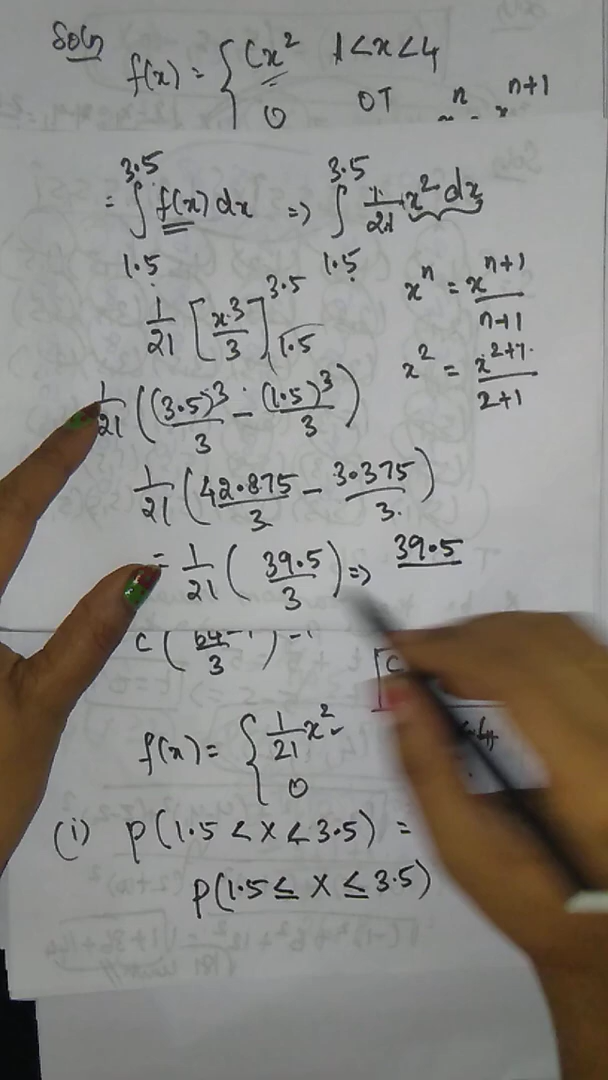 Soln
f(x) = { Cx² 1<x<4
0 OT
n n+1
= ∫ 1.5 3.5 f(x) dx => ∫ 1.5 3.5 1/21 x² dx
1/21 [x³/3] 1.5 3.5
xⁿ = xⁿ⁺¹/n+1
x² = x²⁺¹/2+1
1/21 ((3.5)³/3 - (1.5)³/3)
1/21 (42.875/3 - 3.375/3)
= 1/21 (39.5/3) => 39.5
C (64-1/3) = 1
f(x) = { 1/21 x²
0
(i) P(1.5 < x < 3.5) =
P(1.5 ≤ X ≤ 3.5)